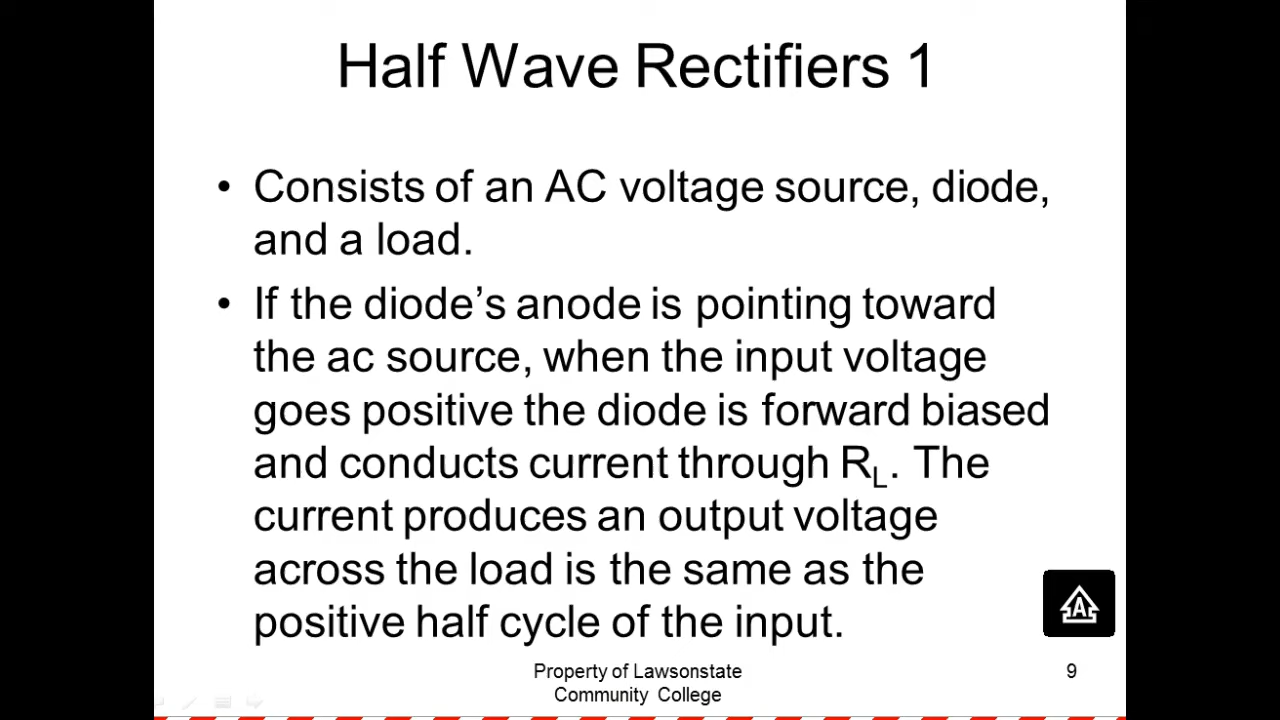 Half Wave Rectifiers 1
• Consists of an AC voltage source, diode,
and a load.
• If the diode’s anode is pointing toward
the ac source, when the input voltage
goes positive the diode is forward biased
and conducts current through RL. The
current produces an output voltage
across the load is the same as the
positive half cycle of the input.
A
Property of Lawsonstate
Community College
9